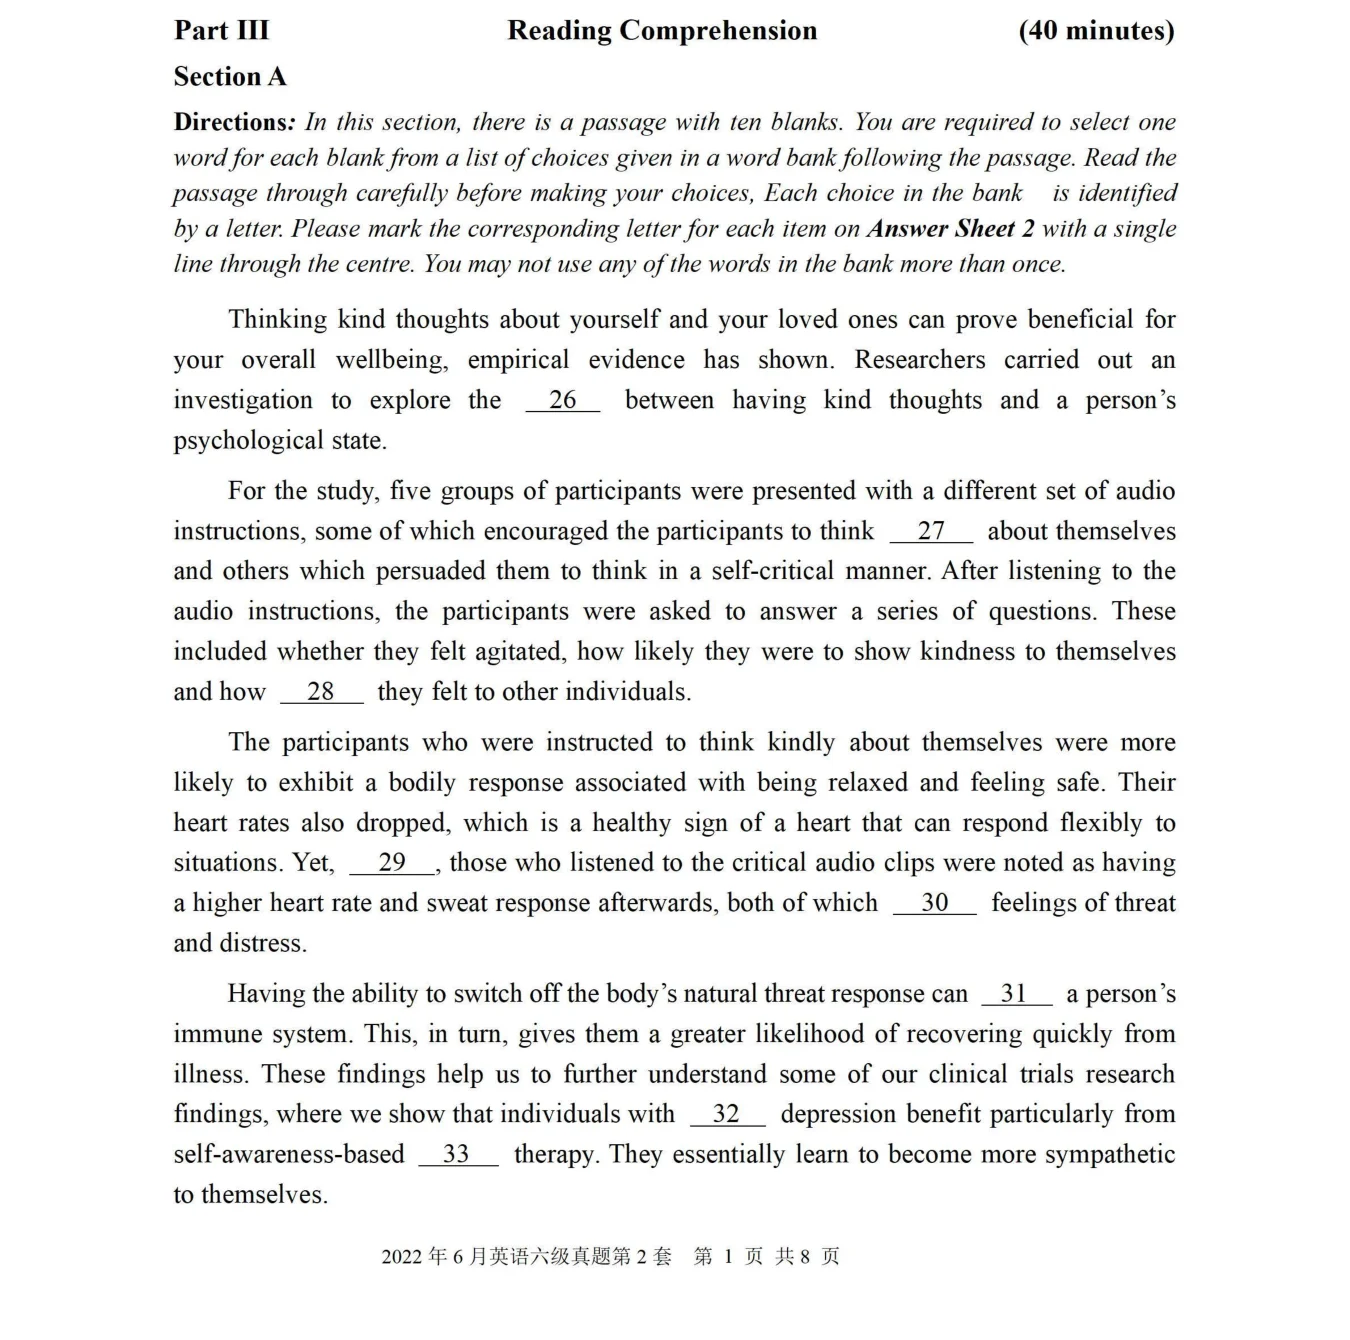 Part III Reading Comprehension (40 minutes)
Section A
Directions: In this section, there is a passage with ten blanks. You are required to select one
word for each blank from a list of choices given in a word bank following the passage. Read the
passage through carefully before making your choices, Each choice in the bank is identified
by a letter. Please mark the corresponding letter for each item on Answer Sheet 2 with a single
line through the centre. You may not use any of the words in the bank more than once.
Thinking kind thoughts about yourself and your loved ones can prove beneficial for
your overall wellbeing, empirical evidence has shown. Researchers carried out an
investigation to explore the __26__ between having kind thoughts and a person’s
psychological state.
For the study, five groups of participants were presented with a different set of audio
instructions, some of which encouraged the participants to think __27__ about themselves
and others which persuaded them to think in a self-critical manner. After listening to the
audio instructions, the participants were asked to answer a series of questions. These
included whether they felt agitated, how likely they were to show kindness to themselves
and how __28__ they felt to other individuals.
The participants who were instructed to think kindly about themselves were more
likely to exhibit a bodily response associated with being relaxed and feeling safe. Their
heart rates also dropped, which is a healthy sign of a heart that can respond flexibly to
situations. Yet, __29__, those who listened to the critical audio clips were noted as having
a higher heart rate and sweat response afterwards, both of which __30__ feelings of threat
and distress.
Having the ability to switch off the body’s natural threat response can __31__ a person’s
immune system. This, in turn, gives them a greater likelihood of recovering quickly from
illness. These findings help us to further understand some of our clinical trials research
findings, where we show that individuals with __32__ depression benefit particularly from
self-awareness-based __33__ therapy. They essentially learn to become more sympathetic
to themselves.
2022 年 6 月英语六级真题第 2 套 第 1 页 共 8 页